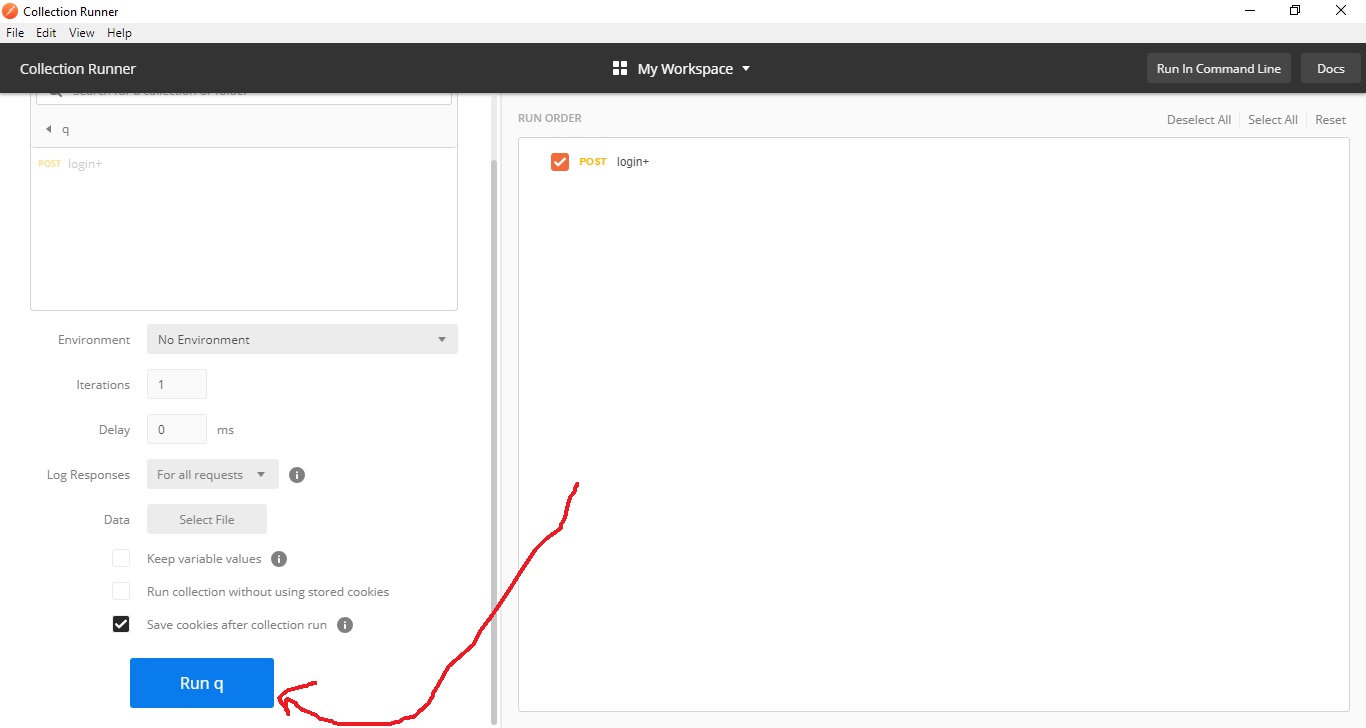 Collection Runner
File Edit View Help
Collection Runner
My Workspace
Run In Command Line
Docs
q
POST login+
Environment
No Environment
Iterations
1
Delay
0
ms
Log Responses
For all requests
Data
Select File
Keep variable values
Run collection without using stored cookies
Save cookies after collection run
Run q
RUN ORDER
Deselect All
Select All
Reset
POST login+